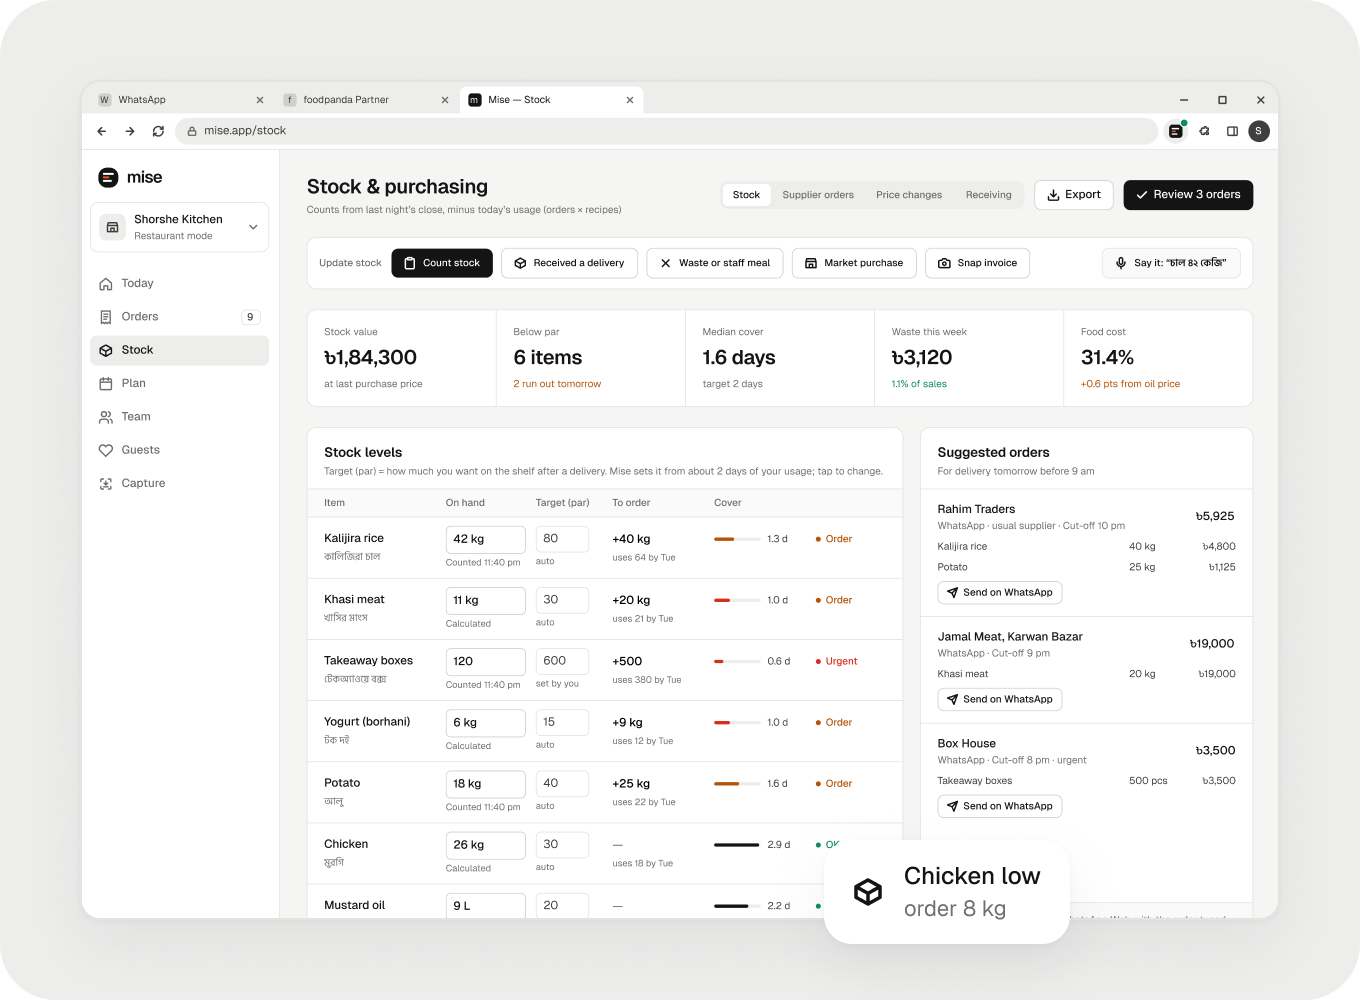 WhatsApp
foodpanda Partner
Mise — Stock
mise.app/stock
S
mise
Shorshe Kitchen
Restaurant mode
Today
Orders 9
Stock
Plan
Team
Guests
Capture
Stock & purchasing
Counts from last night's close, minus today's usage (orders × recipes)
Stock Supplier orders Price changes Receiving
Export
Review 3 orders
Update stock
Count stock
Received a delivery
Waste or staff meal
Market purchase
Snap invoice
Say it: “চাল ৪২ কেজি”
Stock value
৳1,84,300
at last purchase price
Below par
6 items
2 run out tomorrow
Median cover
1.6 days
target 2 days
Waste this week
৳3,120
1.1% of sales
Food cost
31.4%
+0.6 pts from oil price
Stock levels
Target (par) = how much you want on the shelf after a delivery. Mise sets it from about 2 days of your usage; tap to change.
Item On hand Target (par) To order Cover
Kalijira rice 42 kg 80 +40 kg 1.3 d Order
কালিজিরা চাল Counted 11:40 pm auto uses 64 by Tue
Khasi meat 11 kg 30 +20 kg 1.0 d Order
খাসির মাংস Calculated auto uses 21 by Tue
Takeaway boxes 120 600 +500 0.6 d Urgent
টেকঅ্যাওয়ে বক্স Counted 11:40 pm set by you uses 380 by Tue
Yogurt (borhani) 6 kg 15 +9 kg 1.0 d Order
টক দই Calculated auto uses 12 by Tue
Potato 18 kg 40 +25 kg 1.6 d Order
আলু Counted 11:40 pm auto uses 22 by Tue
Chicken 26 kg 30 — 2.9 d OK
মুরগি Calculated auto uses 18 by Tue
Mustard oil 9 L 20 — 2.2 d
Suggested orders
For delivery tomorrow before 9 am
Rahim Traders ৳5,925
WhatsApp · usual supplier · Cut-off 10 pm
Kalijira rice 40 kg ৳4,800
Potato 25 kg ৳1,125
Send on WhatsApp
Jamal Meat, Karwan Bazar ৳19,000
WhatsApp · Cut-off 9 pm
Khasi meat 20 kg ৳19,000
Send on WhatsApp
Box House ৳3,500
WhatsApp · Cut-off 8 pm · urgent
Takeaway boxes 500 pcs ৳3,500
Send on WhatsApp
Chicken low
order 8 kg